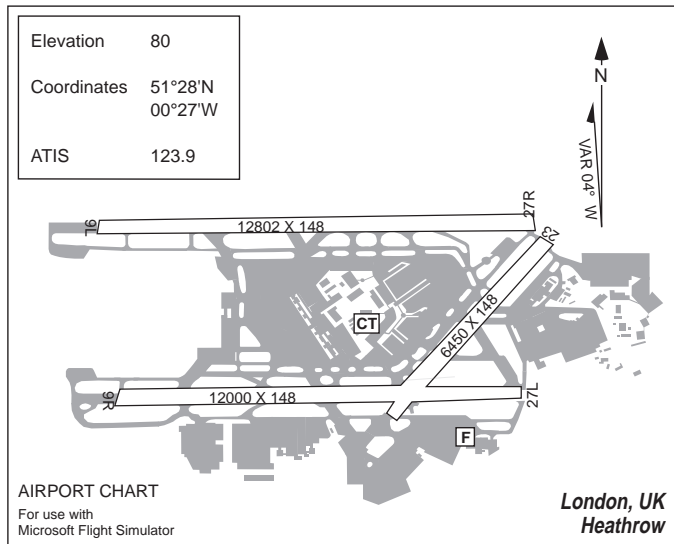 Elevation 80
Coordinates 51°28'N
00°27'W
ATIS 123.9
N
VAR 04° W
9L
12802 X 148
27R
23
6450 X 148
CT
9R
12000 X 148
27L
F
AIRPORT CHART
For use with
Microsoft Flight Simulator
London, UK
Heathrow